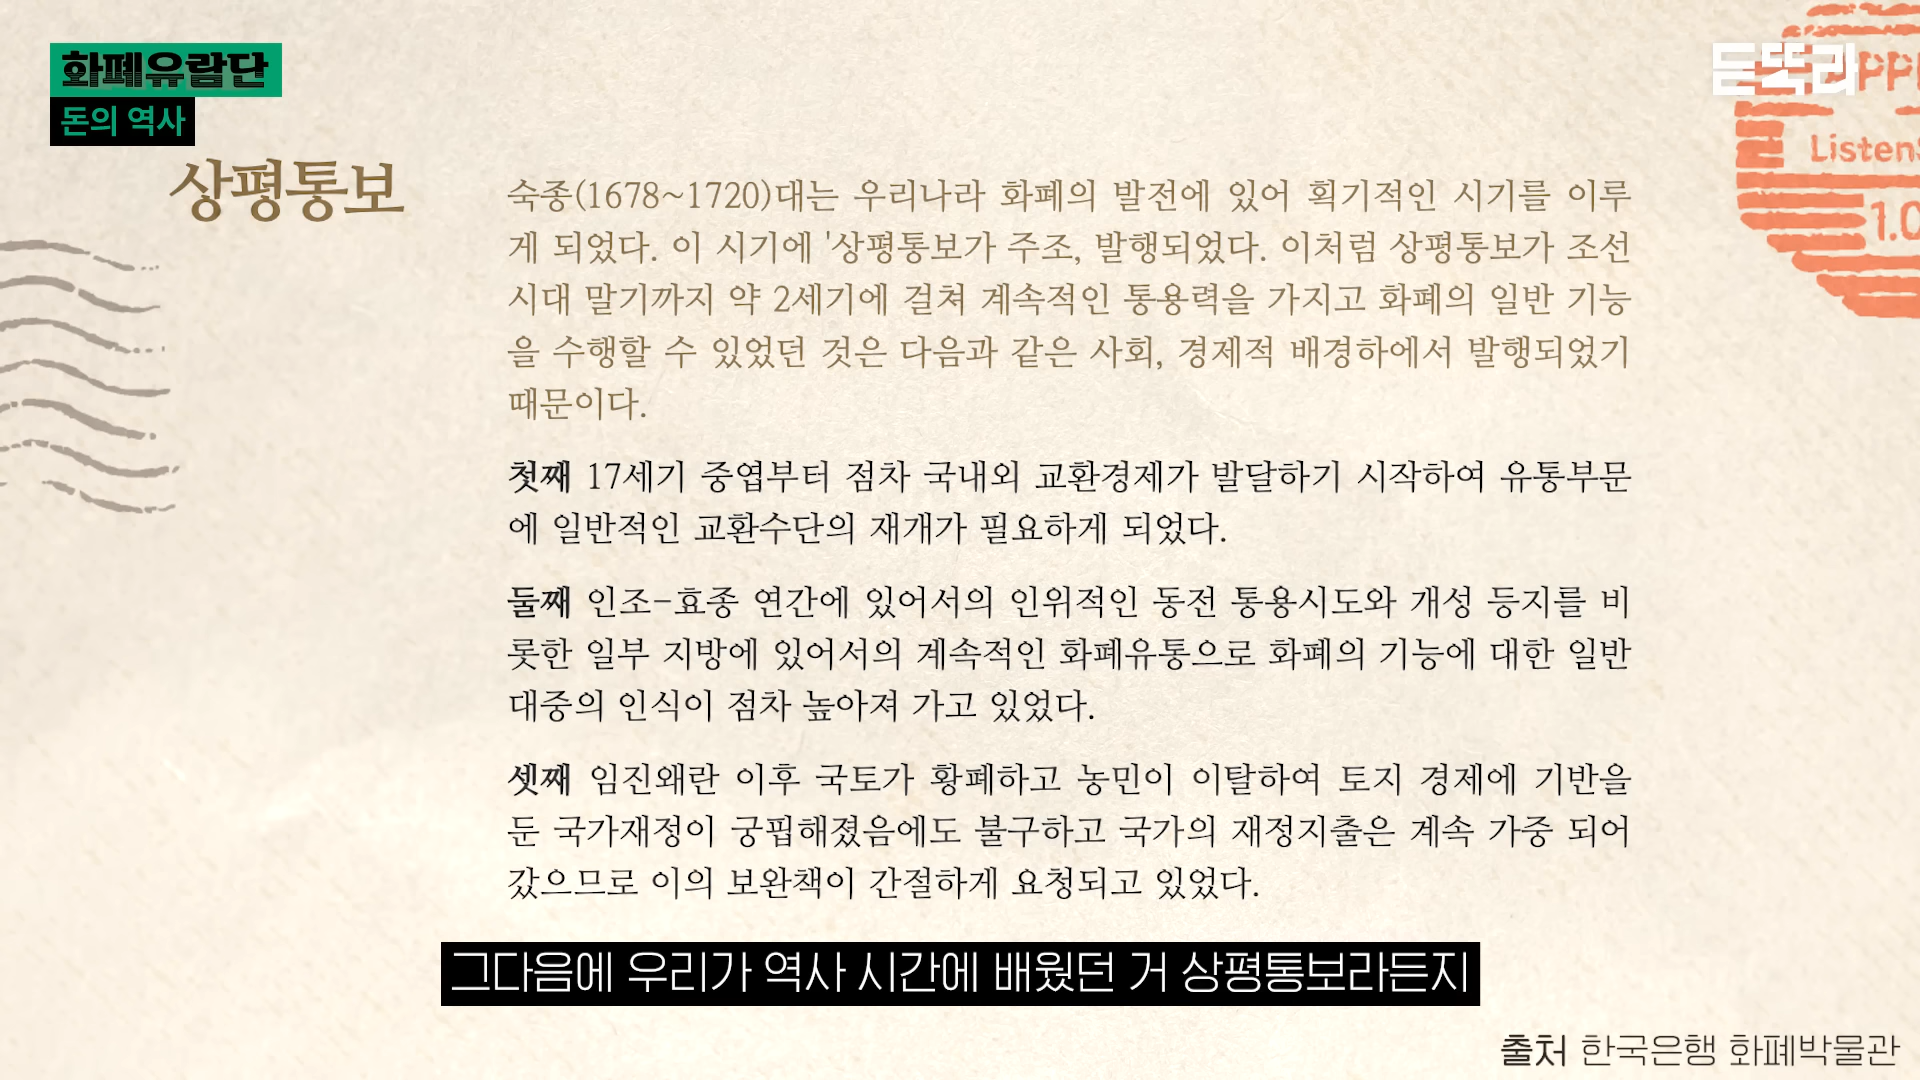 화폐유람단
돈의 역사
듣똑라
상평통보
숙종(1678~1720)대는 우리나라 화폐의 발전에 있어 획기적인 시기를 이루
게 되었다. 이 시기에 '상평통보가 주조, 발행되었다. 이처럼 상평통보가 조선
시대 말기까지 약 2세기에 걸쳐 계속적인 통용력을 가지고 화폐의 일반 기능
을 수행할 수 있었던 것은 다음과 같은 사회, 경제적 배경하에서 발행되었기
때문이다.
첫째 17세기 중엽부터 점차 국내외 교환경제가 발달하기 시작하여 유통부문
에 일반적인 교환수단의 재개가 필요하게 되었다.
둘째 인조-효종 연간에 있어서의 인위적인 동전 통용시도와 개성 등지를 비
롯한 일부 지방에 있어서의 계속적인 화폐유통으로 화폐의 기능에 대한 일반
대중의 인식이 점차 높아져 가고 있었다.
셋째 임진왜란 이후 국토가 황폐하고 농민이 이탈하여 토지 경제에 기반을
둔 국가재정이 궁핍해졌음에도 불구하고 국가의 재정지출은 계속 가중 되어
갔으므로 이의 보완책이 간절하게 요청되고 있었다.
그다음에 우리가 역사 시간에 배웠던 거 상평통보라든지
출처 한국은행 화폐박물관